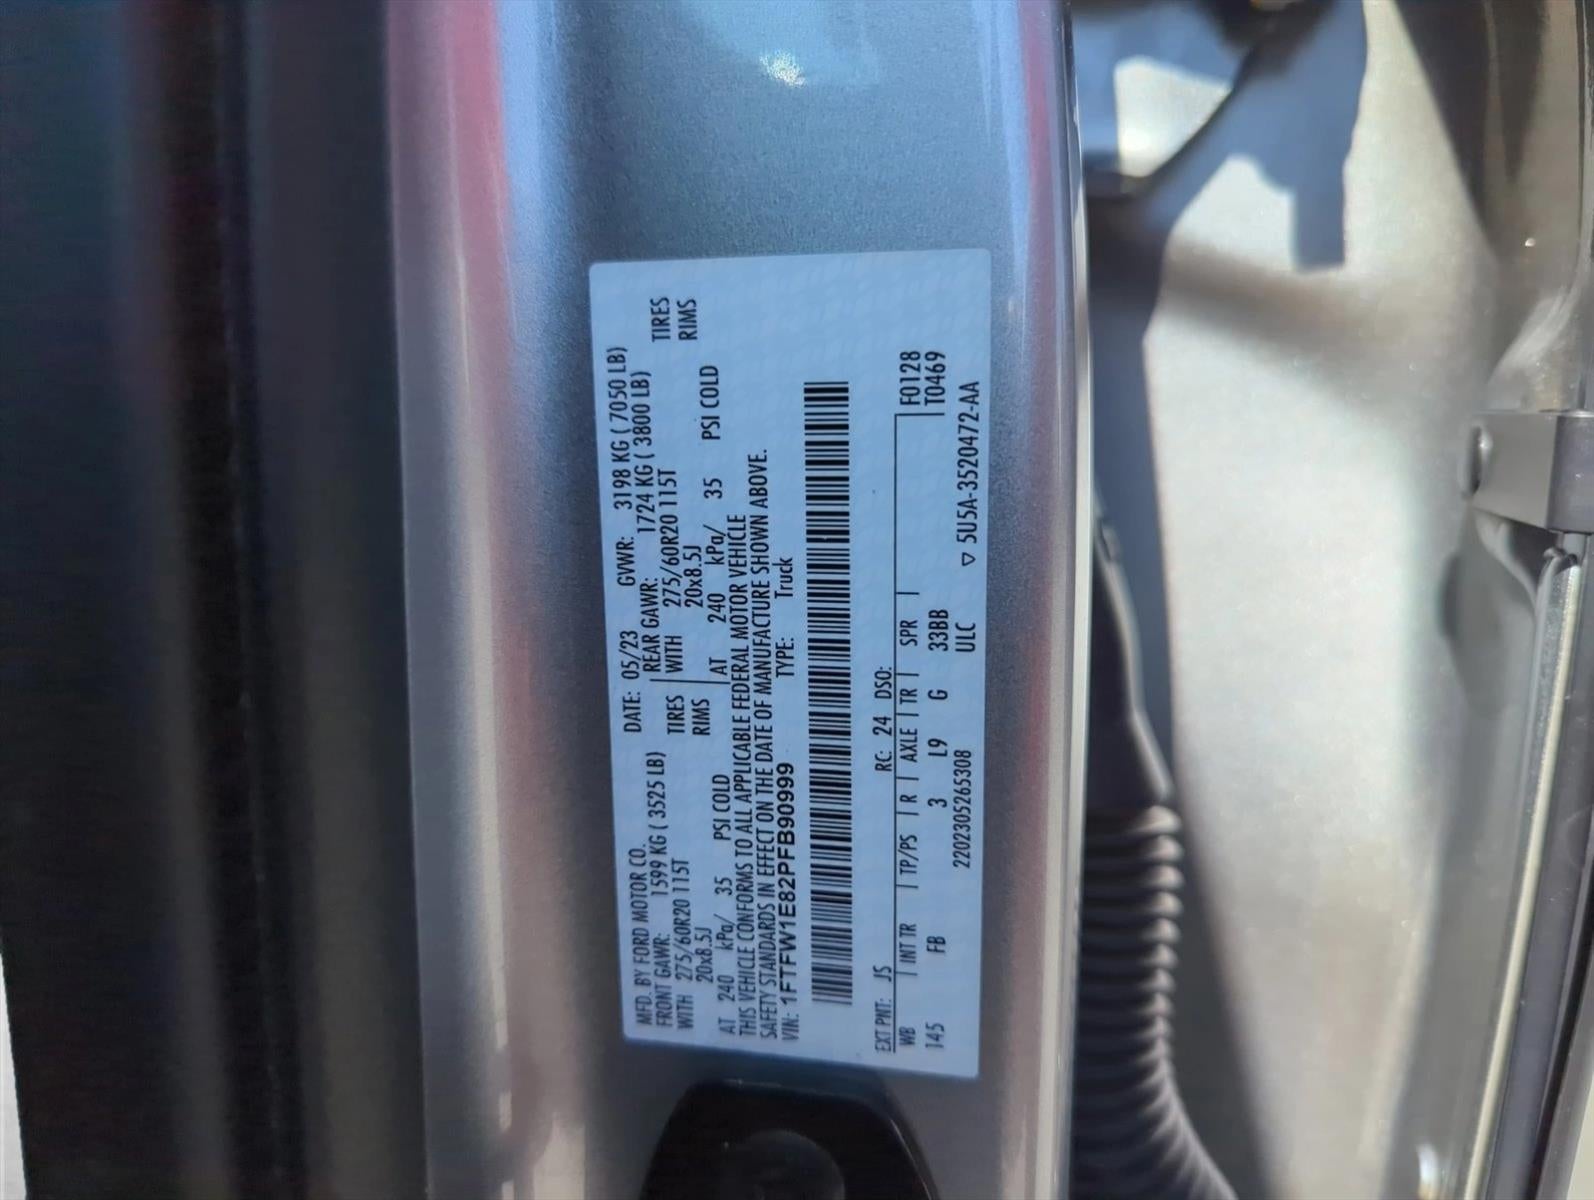 MFD. BY FORD MOTOR CO. DATE: 05/23 GVWR: 3198 KG ( 7050 LB)
FRONT GAWR: 1599 KG ( 3525 LB) REAR GAWR: 1724 KG ( 3800 LB)
WITH 275/60R20 115T TIRES WITH 275/60R20 115T TIRES
20x8.5J RIMS 20x8.5J RIMS
AT 240 kPa/ 35 PSI COLD AT 240 kPa/ 35 PSI COLD
THIS VEHICLE CONFORMS TO ALL APPLICABLE FEDERAL MOTOR VEHICLE
SAFETY STANDARDS IN EFFECT ON THE DATE OF MANUFACTURE SHOWN ABOVE.
VIN: 1FTFW1E82PFB90999 TYPE: Truck
EXT PNT: JS RC: 24 DSO: F0128
WB INT TR TP/PS R AXLE TR SPR T0469
145 FB 3 L9 G 33BB
2202305265308 ULC ▽ 5U5A-3520472-AA